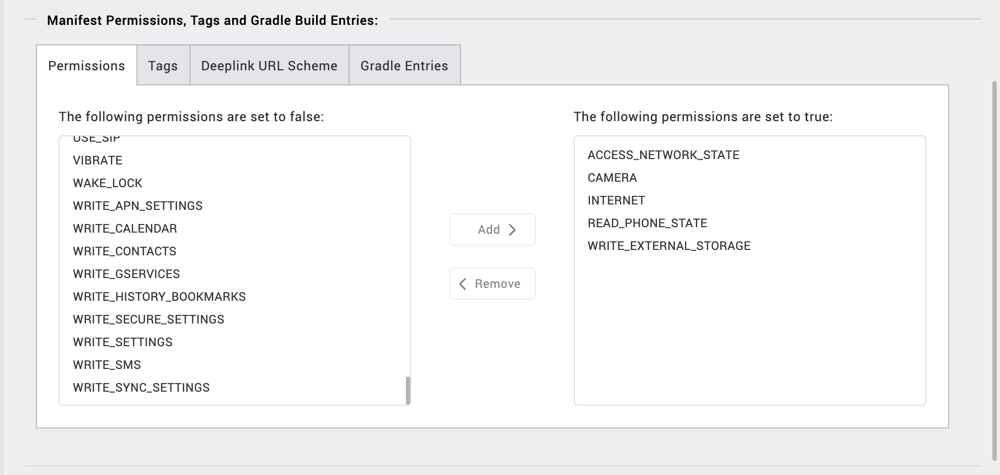 Manifest Permissions, Tags and Gradle Build Entries:
Permissions
Tags
Deeplink URL Scheme
Gradle Entries
The following permissions are set to false:
USE_SIP
VIBRATE
WAKE_LOCK
WRITE_APN_SETTINGS
WRITE_CALENDAR
WRITE_CONTACTS
WRITE_GSERVICES
WRITE_HISTORY_BOOKMARKS
WRITE_SECURE_SETTINGS
WRITE_SETTINGS
WRITE_SMS
WRITE_SYNC_SETTINGS
Add
Remove
The following permissions are set to true:
ACCESS_NETWORK_STATE
CAMERA
INTERNET
READ_PHONE_STATE
WRITE_EXTERNAL_STORAGE